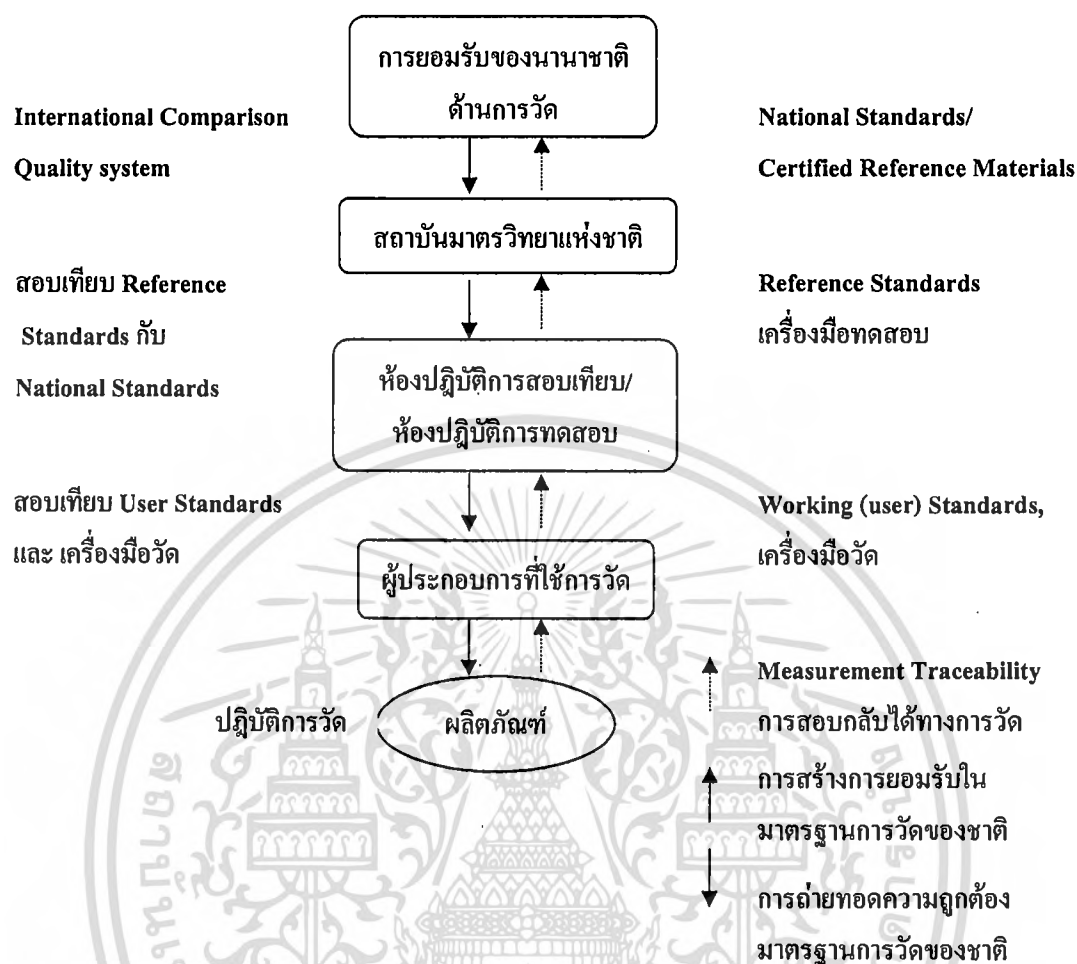 การยอมรับของนานาชาติ
ด้านการวัด
International Comparison
Quality system
National Standards/
Certified Reference Materials
สถาบันมาตรวิทยาแห่งชาติ
สอบเทียบ Reference
Standards กับ
National Standards
Reference Standards
เครื่องมือทดสอบ
ห้องปฎิบัติการสอบเทียบ/
ห้องปฎิบัติการทดสอบ
สอบเทียบ User Standards
และ เครื่องมือวัด
Working (user) Standards,
เครื่องมือวัด
ผู้ประกอบการที่ใช้การวัด
ปฎิบัติการวัด
ผลิตภัณฑ์
Measurement Traceability
การสอบกลับได้ทางการวัด
การสร้างการยอมรับใน
มาตรฐานการวัดของชาติ
การถ่ายทอดความถูกต้อง
มาตรฐานการวัดของชาติ